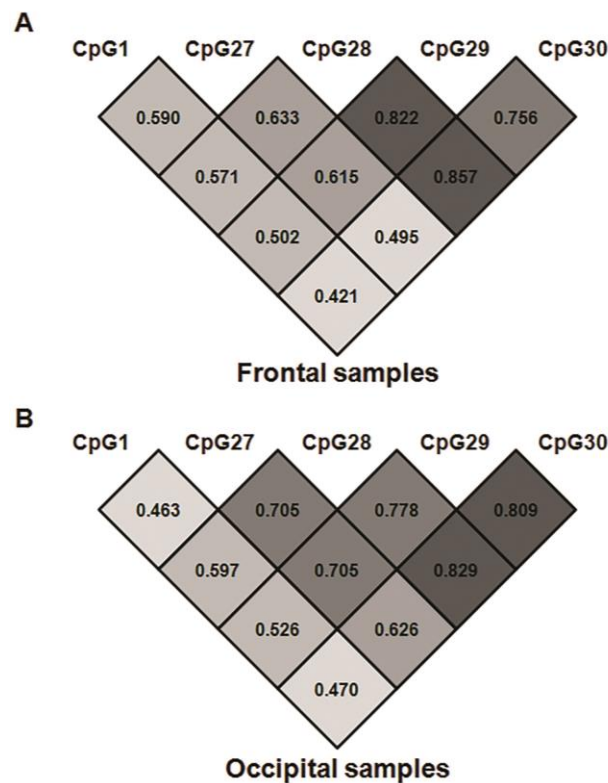 A
CpG1 CpG27 CpG28 CpG29 CpG30
0.590 0.633 0.822 0.756
0.571 0.615 0.857
0.502 0.495
0.421
Frontal samples
B
CpG1 CpG27 CpG28 CpG29 CpG30
0.463 0.705 0.778 0.809
0.597 0.705 0.829
0.526 0.626
0.470
Occipital samples